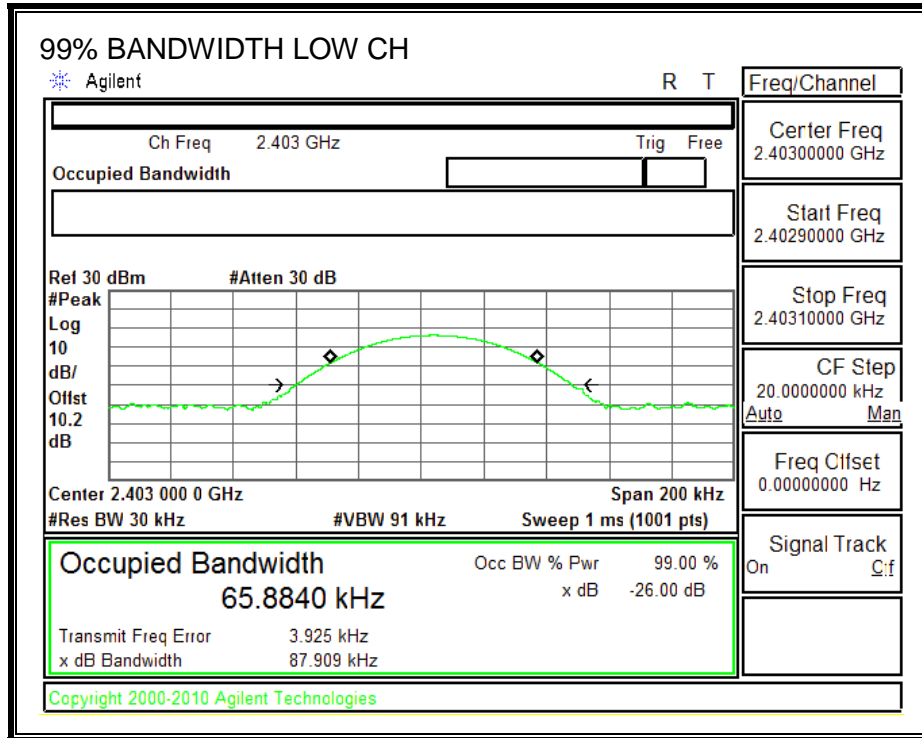 99% BANDWIDTH LOW CH
Agilent R T
Freq/Channel
Ch Freq 2.403 GHz Trig Free
Occupied Bandwidth
Center Freq
2.40300000 GHz
Start Freq
2.40290000 GHz
Stop Freq
2.40310000 GHz
CF Step
20.0000000 kHz
Auto Man
Freq Offset
0.00000000 Hz
Signal Track
On Off
Ref 30 dBm #Atten 30 dB
#Peak
Log
10
dB/
Offst
10.2
dB
Center 2.403 000 0 GHz Span 200 kHz
#Res BW 30 kHz #VBW 91 kHz Sweep 1 ms (1001 pts)
Occupied Bandwidth
65.8840 kHz
Occ BW % Pwr 99.00 %
x dB -26.00 dB
Transmit Freq Error 3.925 kHz
x dB Bandwidth 87.909 kHz
Copyright 2000-2010 Agilent Technologies